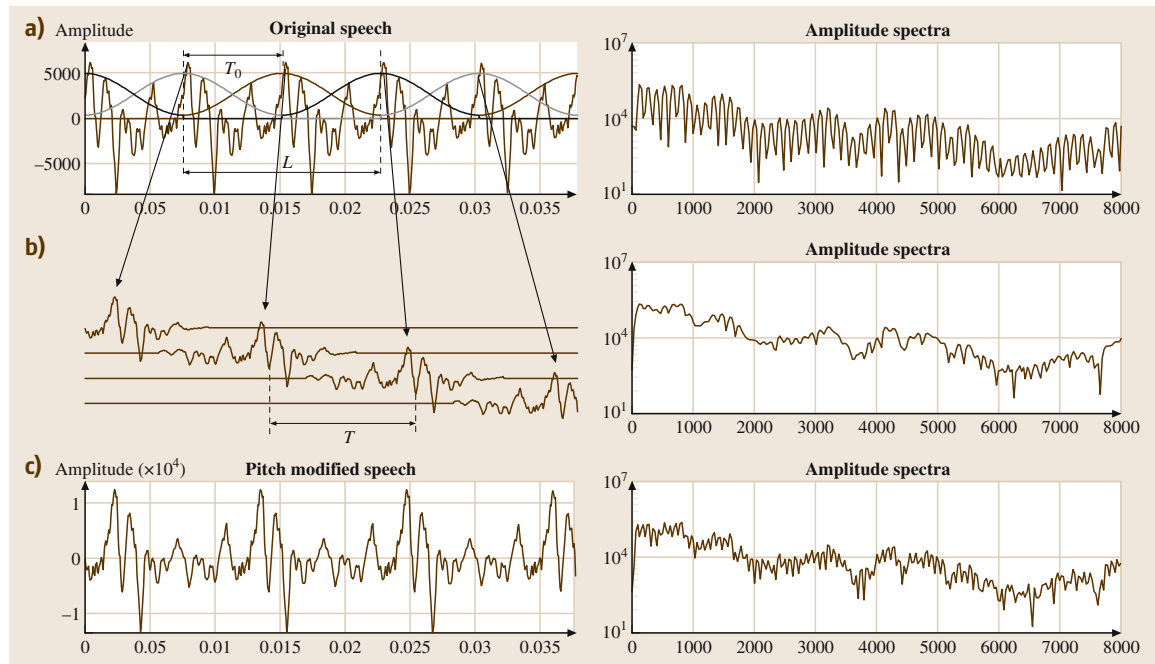 a) Amplitude Original speech
5000
0
−5000
T0
L
0 0.05 0.01 0.015 0.02 0.025 0.03 0.035
Amplitude spectra
10^7
10^4
10^1
0 1000 2000 3000 4000 5000 6000 7000 8000
b)
T
Amplitude spectra
10^7
10^4
10^1
0 1000 2000 3000 4000 5000 6000 7000 8000
c) Amplitude (×10^4) Pitch modified speech
1
0
−1
0 0.05 0.01 0.015 0.02 0.025 0.03 0.035
Amplitude spectra
10^7
10^4
10^1
0 1000 2000 3000 4000 5000 6000 7000 8000